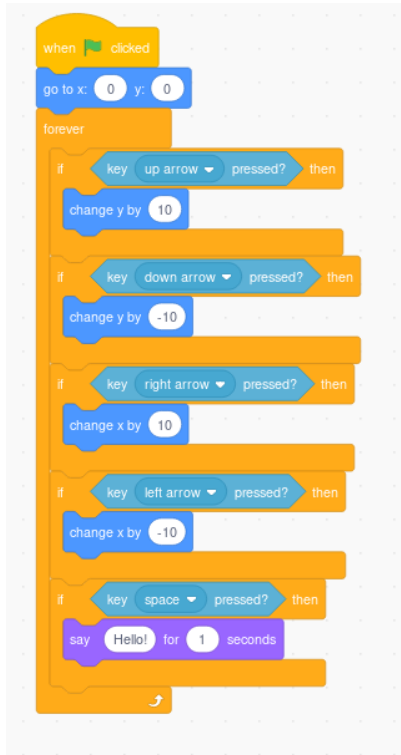 when clicked
go to x: 0 y: 0
forever
if key up arrow pressed? then
change y by 10
if key down arrow pressed? then
change y by -10
if key right arrow pressed? then
change x by 10
if key left arrow pressed? then
change x by -10
if key space pressed? then
say Hello! for 1 seconds